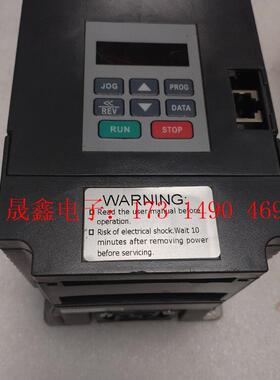 JOG
PROG
≪
REV
DATA
RUN
STOP
晟鑫电子：173 1490 469
WARNING:
Read the user manual before
operation.
Risk of electrical shock.Wait 10
minutes after removing power
before servicing.